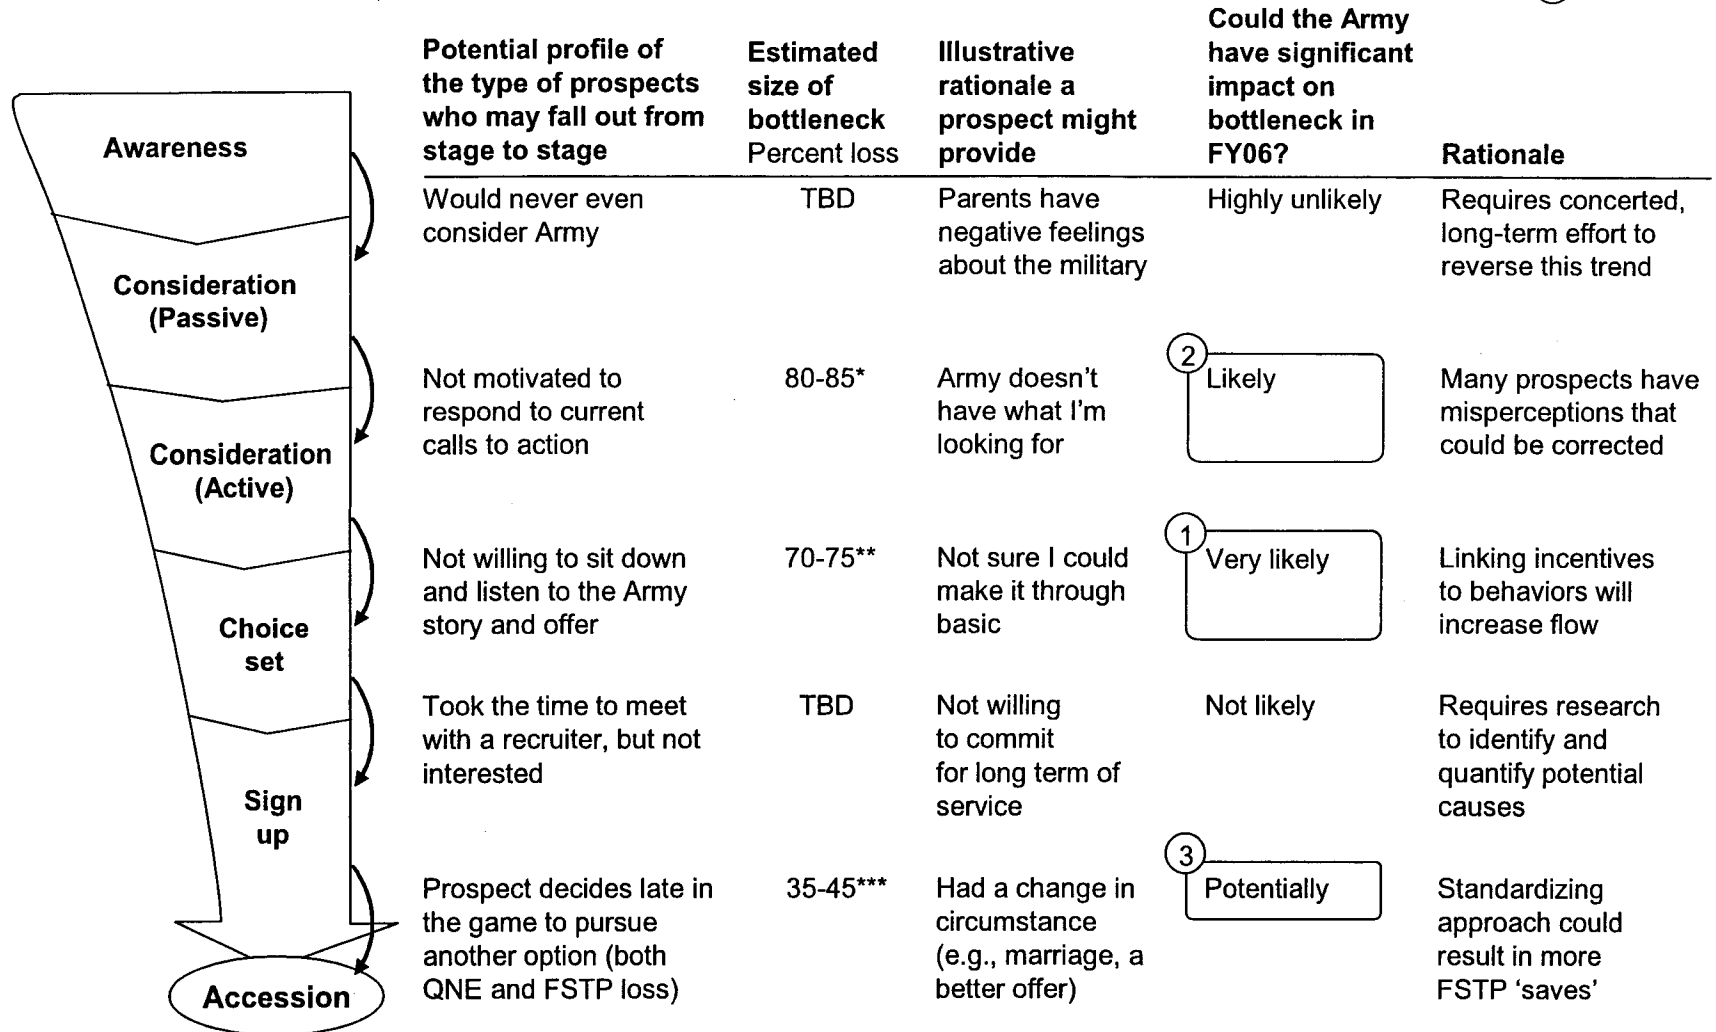 Potential profile of
the type of prospects
who may fall out from
stage to stage
Estimated
size of
bottleneck
Percent loss
Illustrative
rationale a
prospect might
provide
Could the Army
have significant
impact on
bottleneck in
FY06?
Rationale
Awareness
Would never even
consider Army
TBD
Parents have
negative feelings
about the military
Highly unlikely
Requires concerted,
long-term effort to
reverse this trend
Consideration
(Passive)
Not motivated to
respond to current
calls to action
80-85*
Army doesn't
have what I'm
looking for
2
Likely
Many prospects have
misperceptions that
could be corrected
Consideration
(Active)
Not willing to sit down
and listen to the Army
story and offer
70-75**
Not sure I could
make it through
basic
1
Very likely
Linking incentives
to behaviors will
increase flow
Choice
set
Took the time to meet
with a recruiter, but not
interested
TBD
Not willing
to commit
for long term of
service
Not likely
Requires research
to identify and
quantify potential
causes
Sign
up
Prospect decides late in
the game to pursue
another option (both
QNE and FSTP loss)
35-45***
Had a change in
circumstance
(e.g., marriage, a
better offer)
3
Potentially
Standardizing
approach could
result in more
FSTP 'saves'
Accession